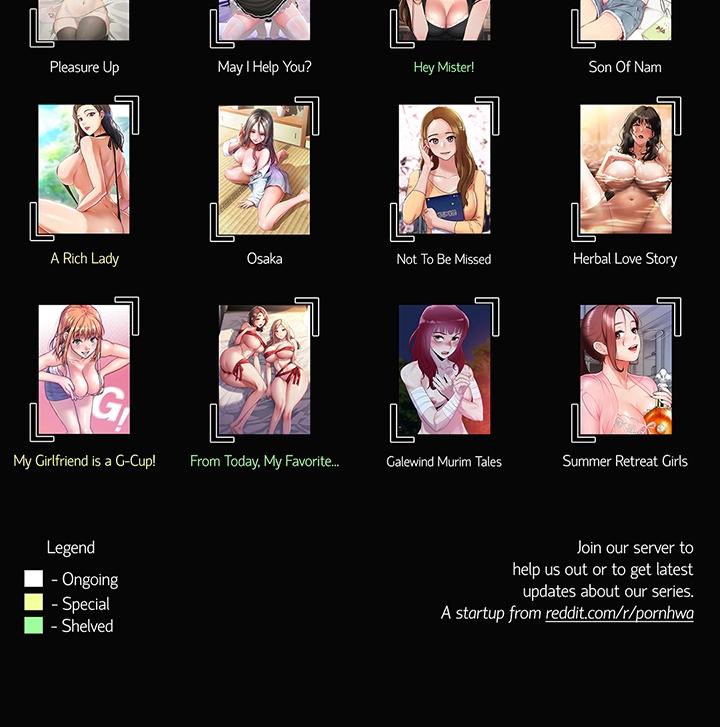 Pleasure Up
May I Help You?
Hey Mister!
Son Of Nam
A Rich Lady
Osaka
Not To Be Missed
Herbal Love Story
G!
My Girlfriend is a G-Cup!
From Today, My Favorite...
Galewind Murim Tales
Summer Retreat Girls
Legend
- Ongoing
- Special
- Shelved
Join our server to
help us out or to get latest
updates about our series.
A startup from reddit.com/r/pornhwa